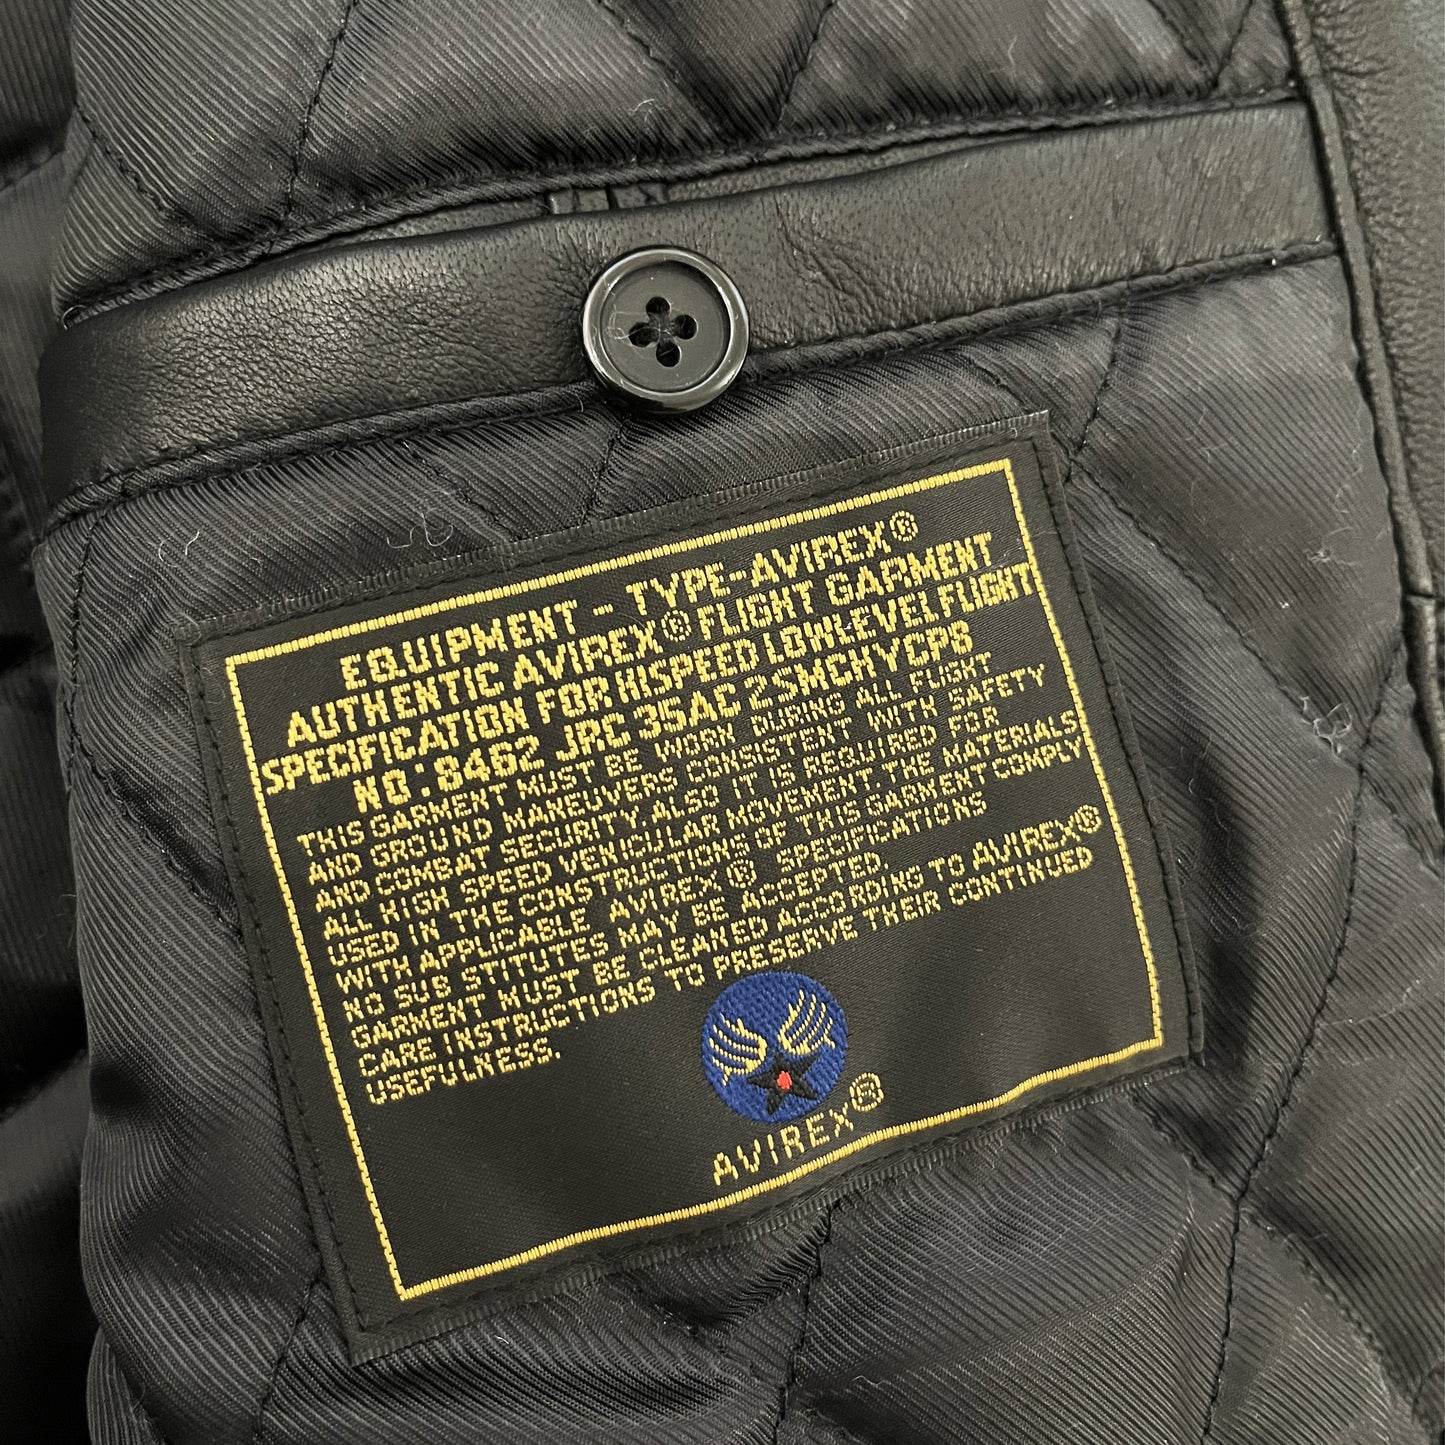 EQUIPMENT - TYPE-AVIREX®
AUTHENTIC AVIREX® FLIGHT GARMENT
SPECIFICATION FOR HISPEED LOWLEVELFLIGHT
NO:8462 JRC 35AC 25MCHYCP8
THIS GARMENT MUST BE WORN DURING ALL FLIGHT
AND GROUND MAKEUVERS CONSISTENT WITH SAFETY
AND COMBAT SECURITY.ALSO IT IS REQUIRED FOR
ALL HIGH SPEED VEHICULAR MOVEMENT.THE MATERIALS
USED IN THE CONSTRUCTIONS OF THIS GARMENT COMPLY
WITH APPLICABLE AVIREX® SPECIFICATIONS
NO SUB STITUTES MAY BE ACCEPTED.
GARMENT MUST BE CLEANED ACCORDING TO AVIREX®
CARE INSTRUCTIONS TO PRESERVE THEIR CONTINUED
USEFULNESS.
AVIREX®